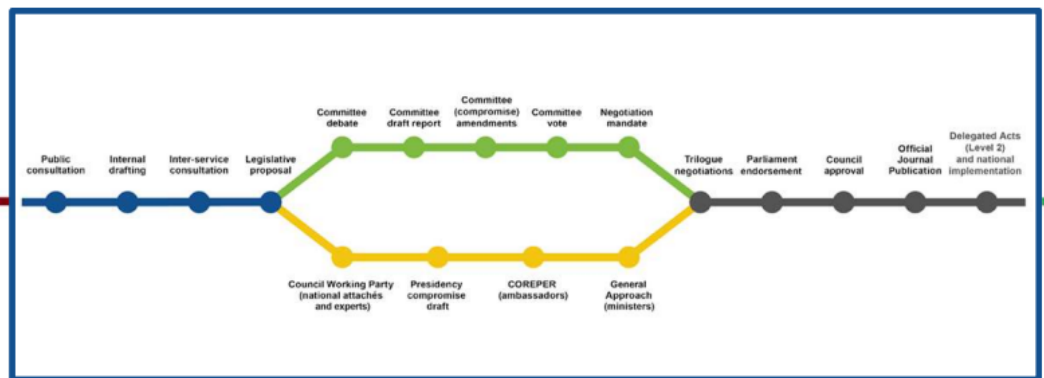 Public
consultation
Internal
drafting
Inter-service
consultation
Legislative
proposal
Committee
debate
Committee
draft report
Committee
(compromise)
amendments
Committee
vote
Negotiation
mandate
Council Working Party
(national attachés
and experts)
Presidency
compromise
draft
COREPER
(ambassadors)
General
Approach
(ministers)
Trilogue
negotiations
Parliament
endorsement
Council
approval
Official
Journal
Publication
Delegated Acts
(Level 2)
and national
implementation